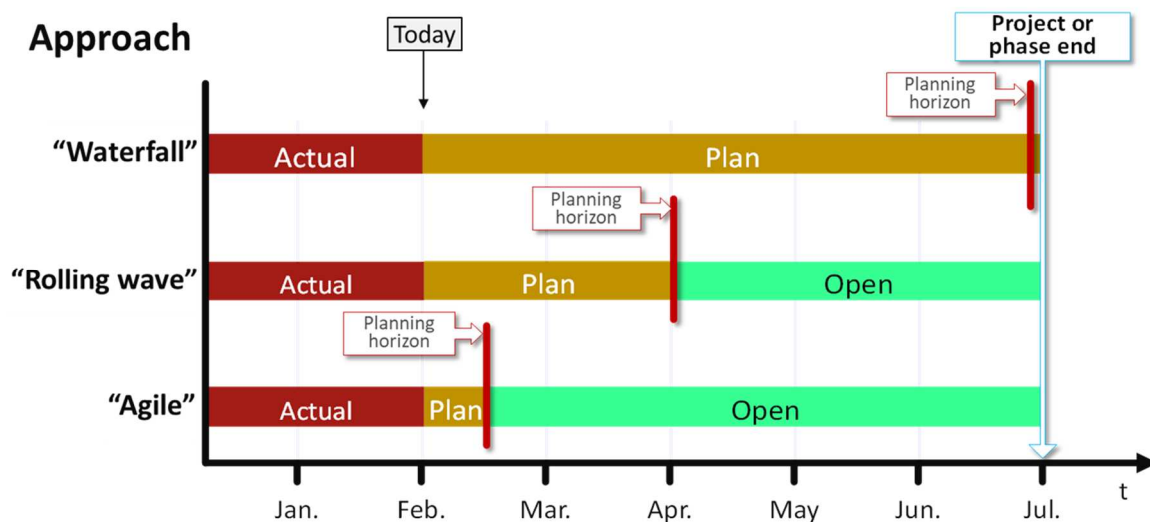 Approach
Today
Project or
phase end
Planning
horizon
“Waterfall”
Actual
Plan
Planning
horizon
“Rolling wave”
Actual
Plan
Open
Planning
horizon
“Agile”
Actual
Plan
Open
t
Jan.
Feb.
Mar.
Apr.
May
Jun.
Jul.